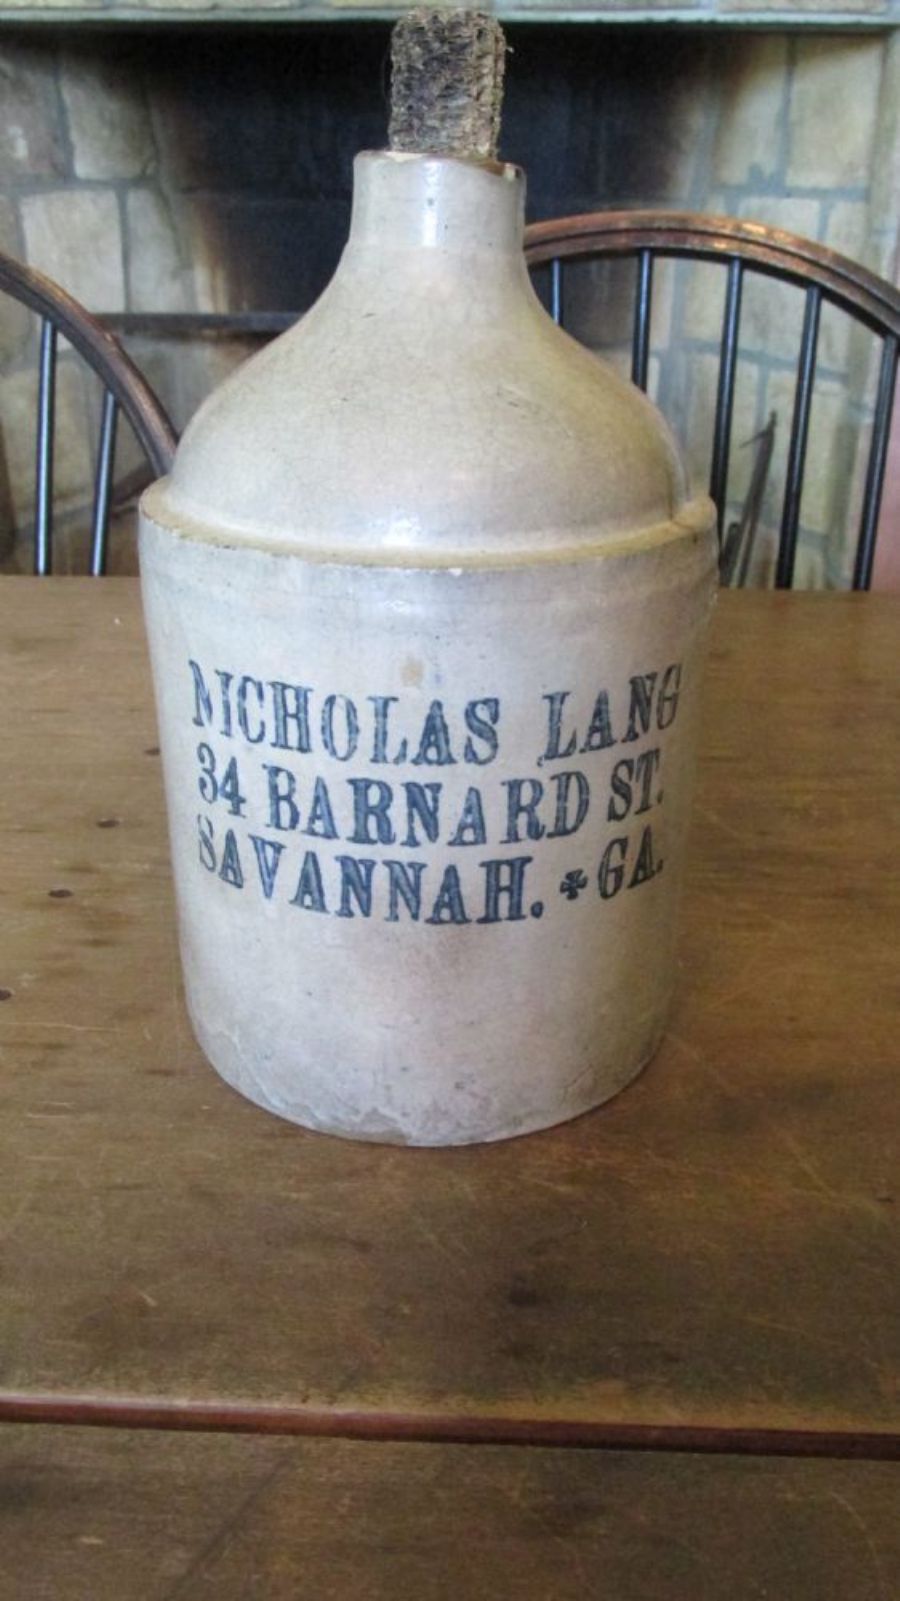 NICHOLAS LANG
34 BARNARD ST.
SAVANNAH. GA.